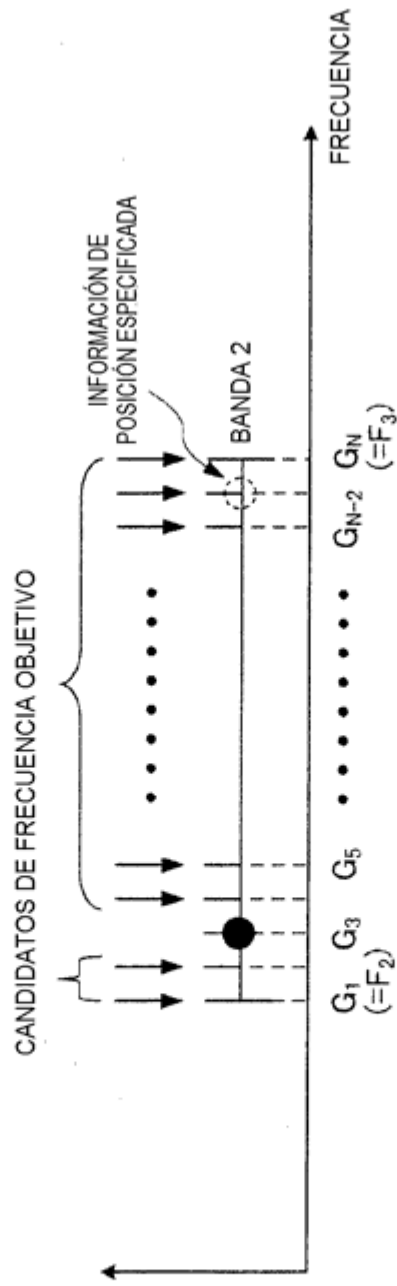 CANDIDATOS DE FRECUENCIA OBJETIVO
INFORMACIÓN DE
POSICIÓN ESPECIFICADA
BANDA 2
G1
(=F2)
G3
G5
GN-2
GN
(=F3)
FRECUENCIA